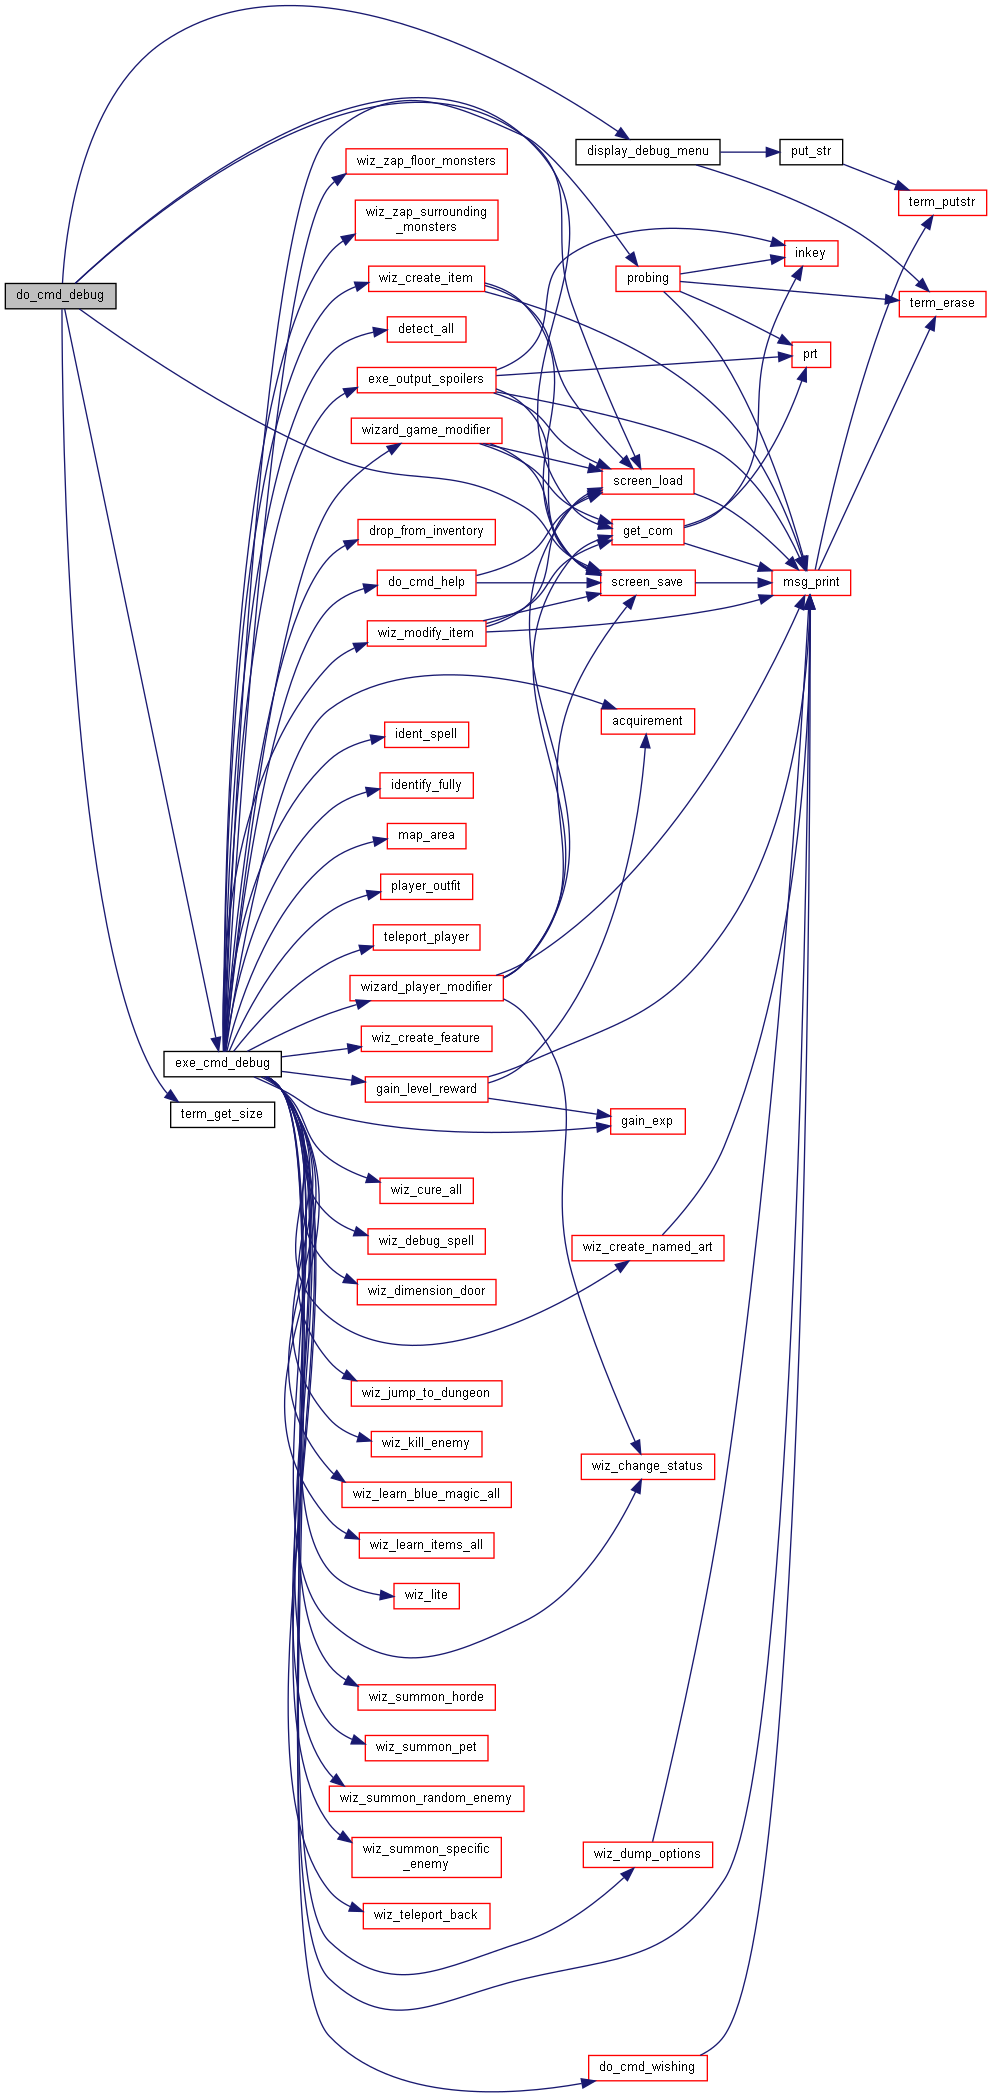 do_cmd_debug
display_debug_menu
put_str
term_putstr
wiz_zap_floor_monsters
wiz_zap_surrounding
_monsters
inkey
probing
term_erase
wiz_create_item
detect_all
prt
exe_output_spoilers
wizard_game_modifier
screen_load
drop_from_inventory
get_com
do_cmd_help
screen_save
msg_print
wiz_modify_item
acquirement
ident_spell
identify_fully
map_area
player_outfit
teleport_player
wizard_player_modifier
wiz_create_feature
exe_cmd_debug
gain_level_reward
term_get_size
gain_exp
wiz_cure_all
wiz_debug_spell
wiz_create_named_art
wiz_dimension_door
wiz_jump_to_dungeon
wiz_kill_enemy
wiz_change_status
wiz_learn_blue_magic_all
wiz_learn_items_all
wiz_lite
wiz_summon_horde
wiz_summon_pet
wiz_summon_random_enemy
wiz_summon_specific
_enemy
wiz_dump_options
wiz_teleport_back
do_cmd_wishing